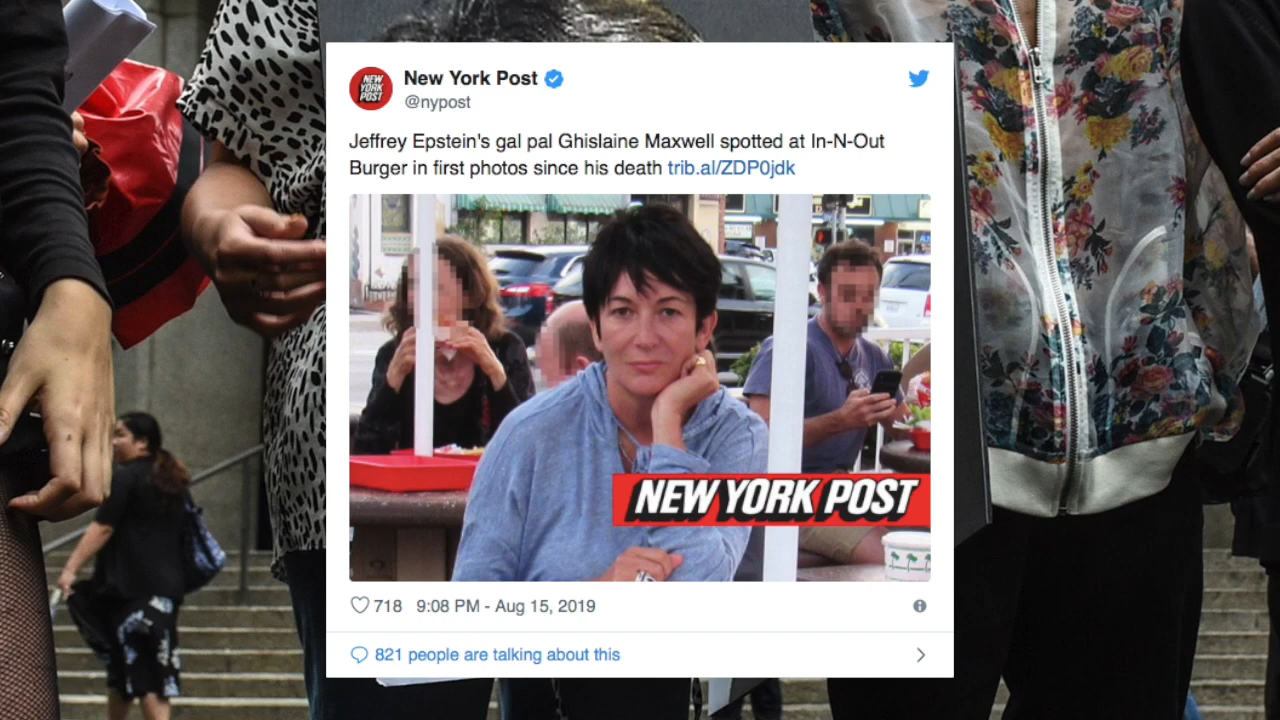 NEW YORK POST
New York Post
@nypost
Jeffrey Epstein's gal pal Ghislaine Maxwell spotted at In-N-Out
Burger in first photos since his death trib.al/ZDP0jdk
NEW YORK POST
718 9:08 PM - Aug 15, 2019
821 people are talking about this